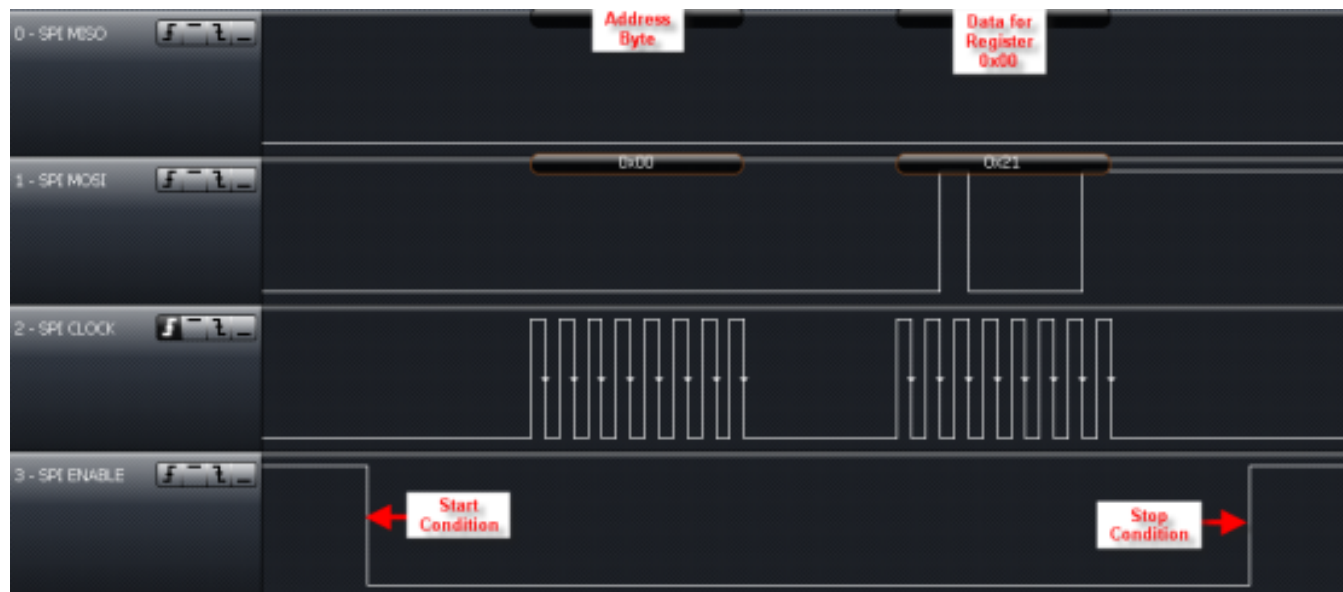 0 - SPI MISO
Address
Byte
Data for
Register
0x00
1 - SPI MOSI
0x00
0x21
2 - SPI CLOCK
3 - SPI ENABLE
Start
Condition
Stop
Condition